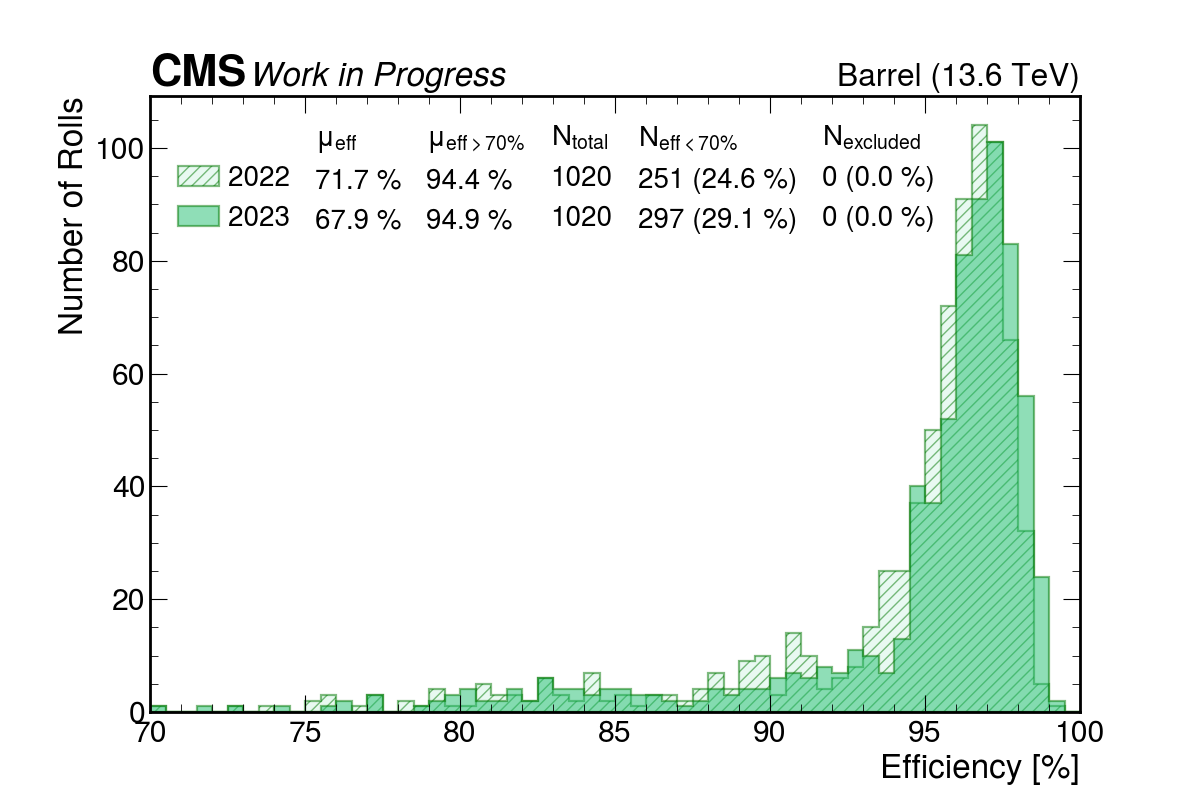 CMS Work in Progress Barrel (13.6 TeV)
Number of Rolls
μeff μeff > 70% Ntotal Neff < 70% Nexcluded
2022 71.7 % 94.4 % 1020 251 (24.6 %) 0 (0.0 %)
2023 67.9 % 94.9 % 1020 297 (29.1 %) 0 (0.0 %)
100
80
60
40
20
0
70 75 80 85 90 95 100
Efficiency [%]